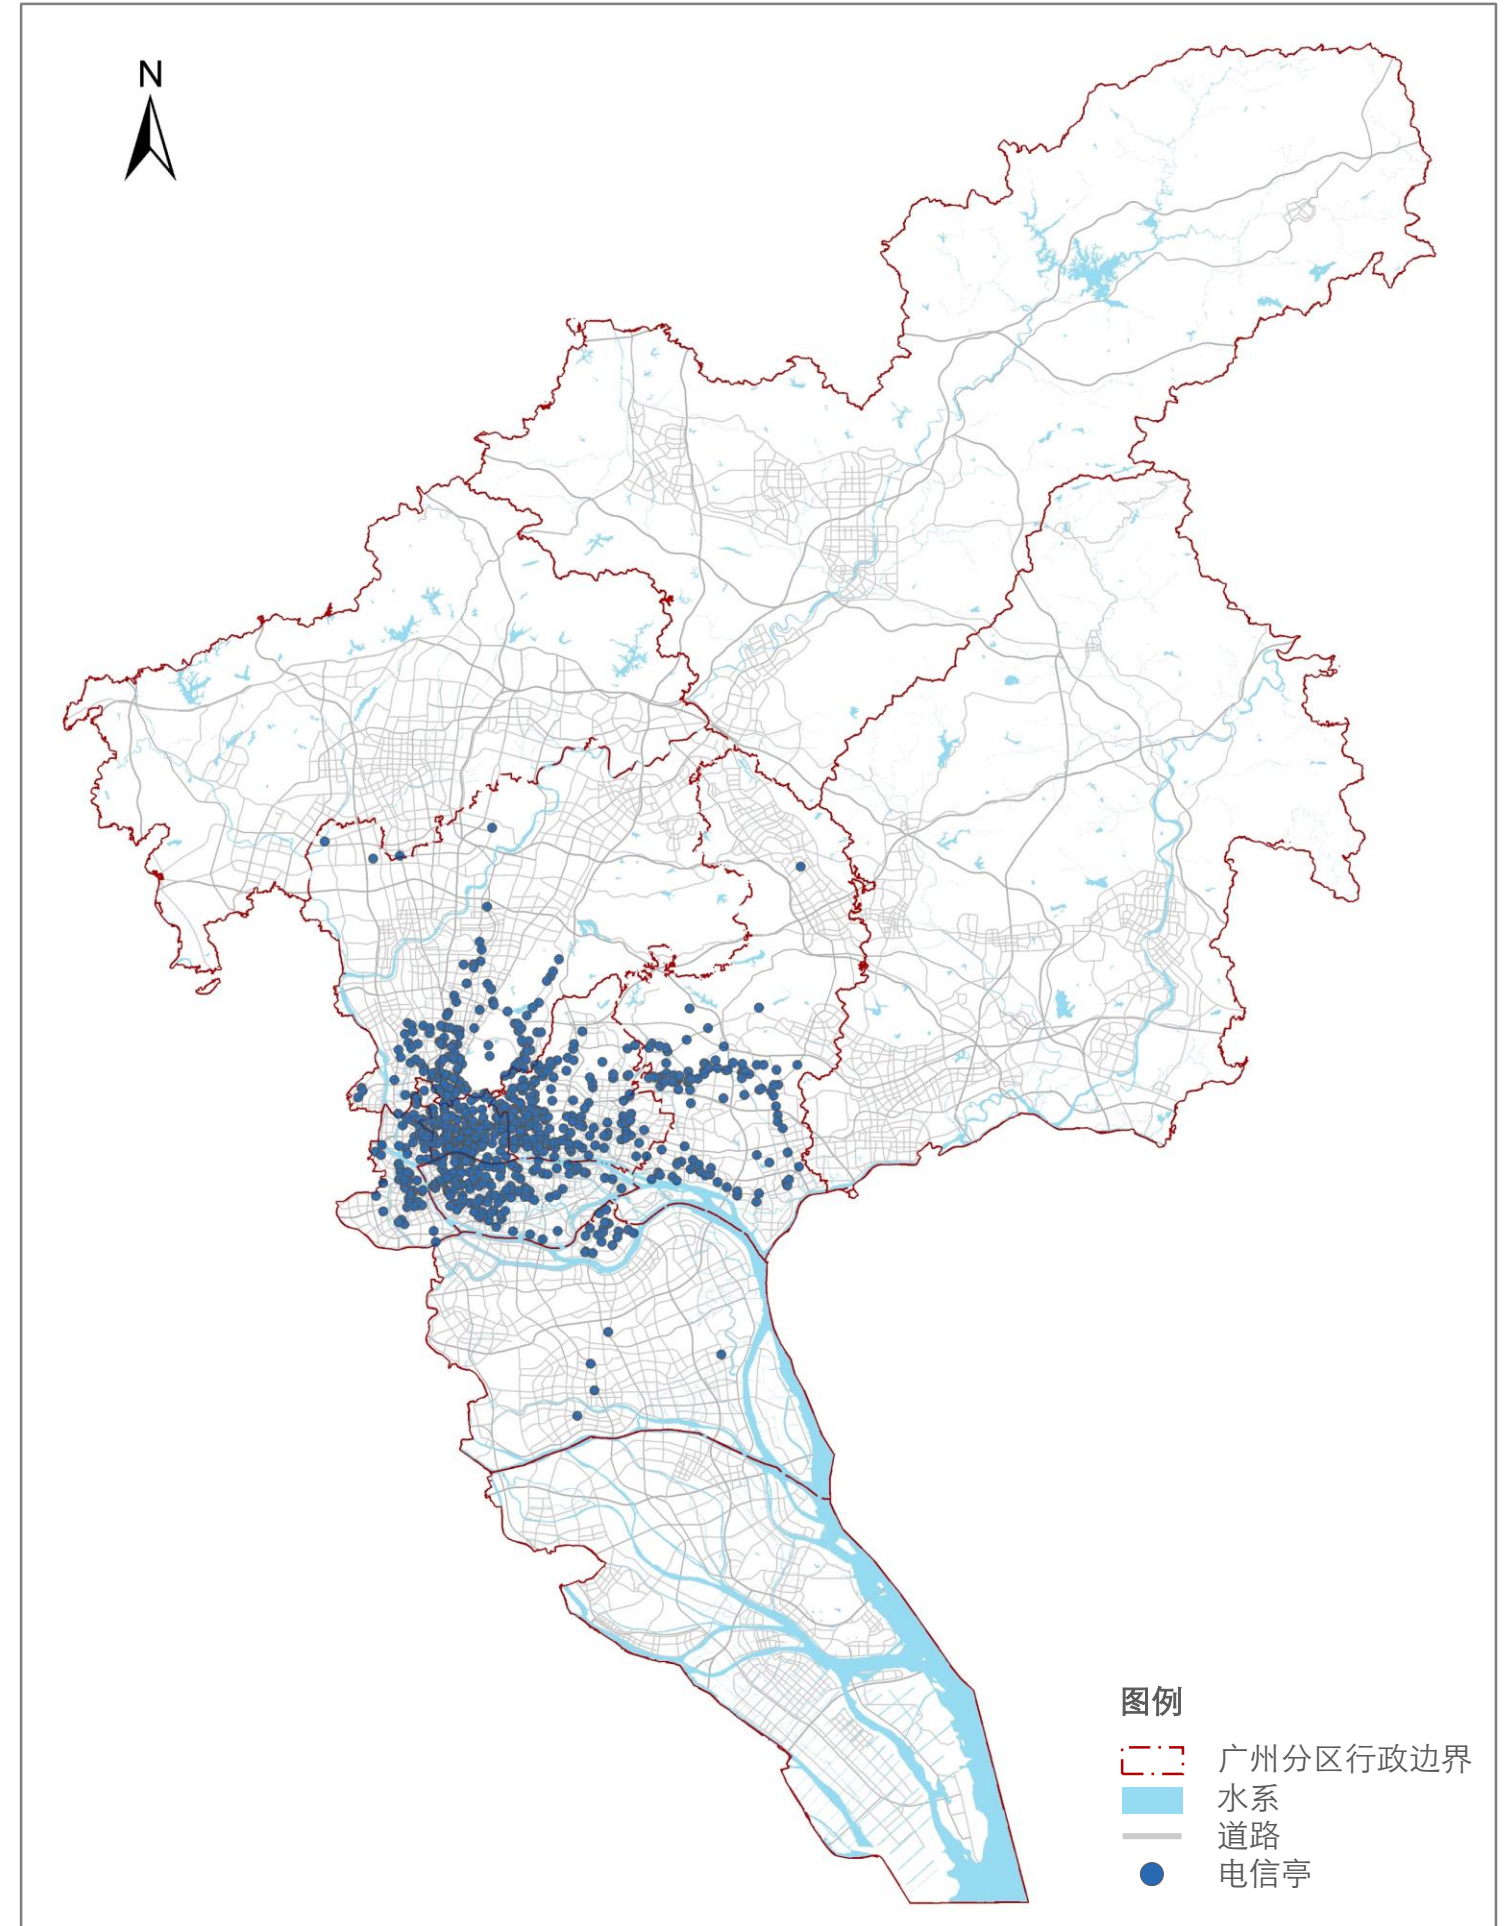 N
图例
广州分区行政边界
水系
道路
电信亭